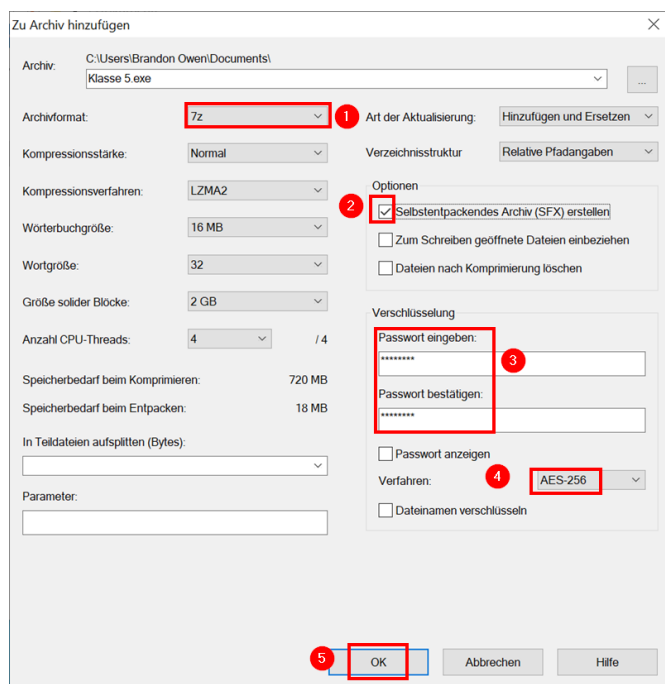 Zu Archiv hinzufügen
Archiv:
C:\Users\Brandon Owen\Documents\
Klasse 5.exe
...
Archivformat:
7z
1
Kompressionsstärke:
Normal
Kompressionsverfahren:
LZMA2
Wörterbuchgröße:
16 MB
Wortgröße:
32
Größe solider Blöcke:
2 GB
Anzahl CPU-Threads:
4
/ 4
Speicherbedarf beim Komprimieren:
720 MB
Speicherbedarf beim Entpacken:
18 MB
In Teildateien aufsplitten (Bytes):
Parameter:
Art der Aktualisierung:
Hinzufügen und Ersetzen
Verzeichnisstruktur
Relative Pfadangaben
Optionen
2
Selbstentpackendes Archiv (SFX) erstellen
Zum Schreiben geöffnete Dateien einbeziehen
Dateien nach Komprimierung löschen
Verschlüsselung
Passwort eingeben:
********
3
Passwort bestätigen:
********
Passwort anzeigen
4
Verfahren:
AES-256
Dateinamen verschlüsseln
5
OK
Abbrechen
Hilfe